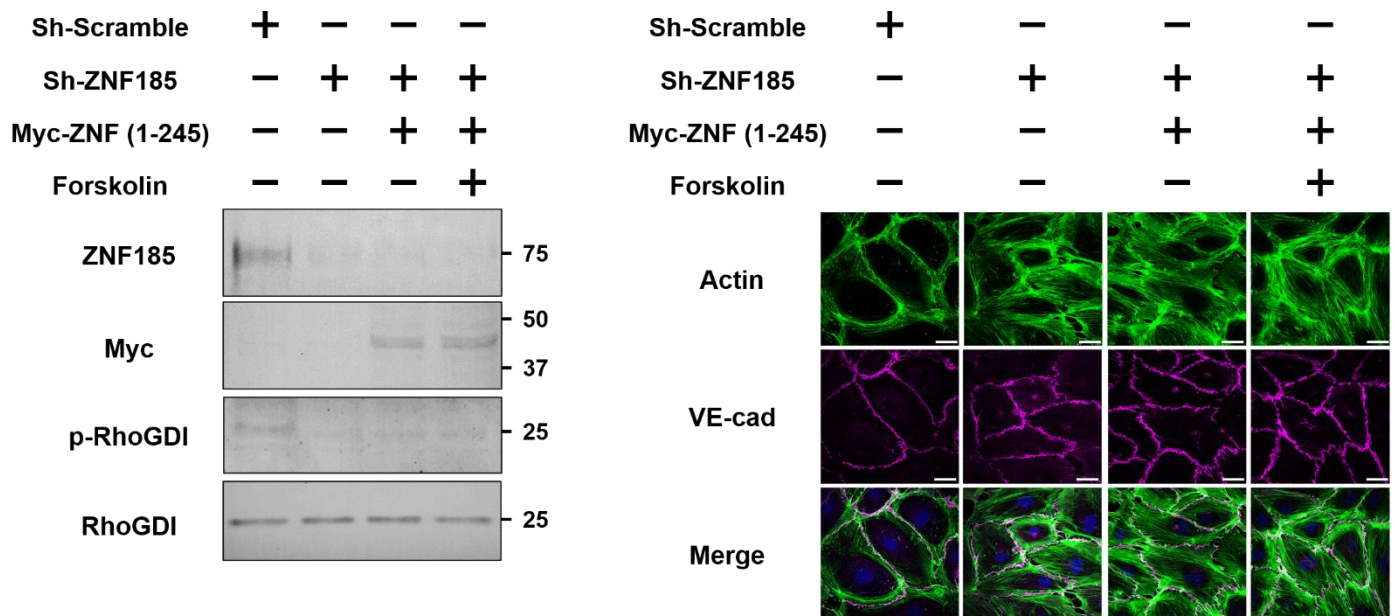 Sh-Scramble + − − −
Sh-ZNF185 − + + +
Myc-ZNF (1-245) − − + +
Forskolin − − − +
ZNF185 - 75
Myc - 50
- 37
p-RhoGDI - 25
RhoGDI - 25
Sh-Scramble + − − −
Sh-ZNF185 − + + +
Myc-ZNF (1-245) − − + +
Forskolin − − − +
Actin
VE-cad
Merge